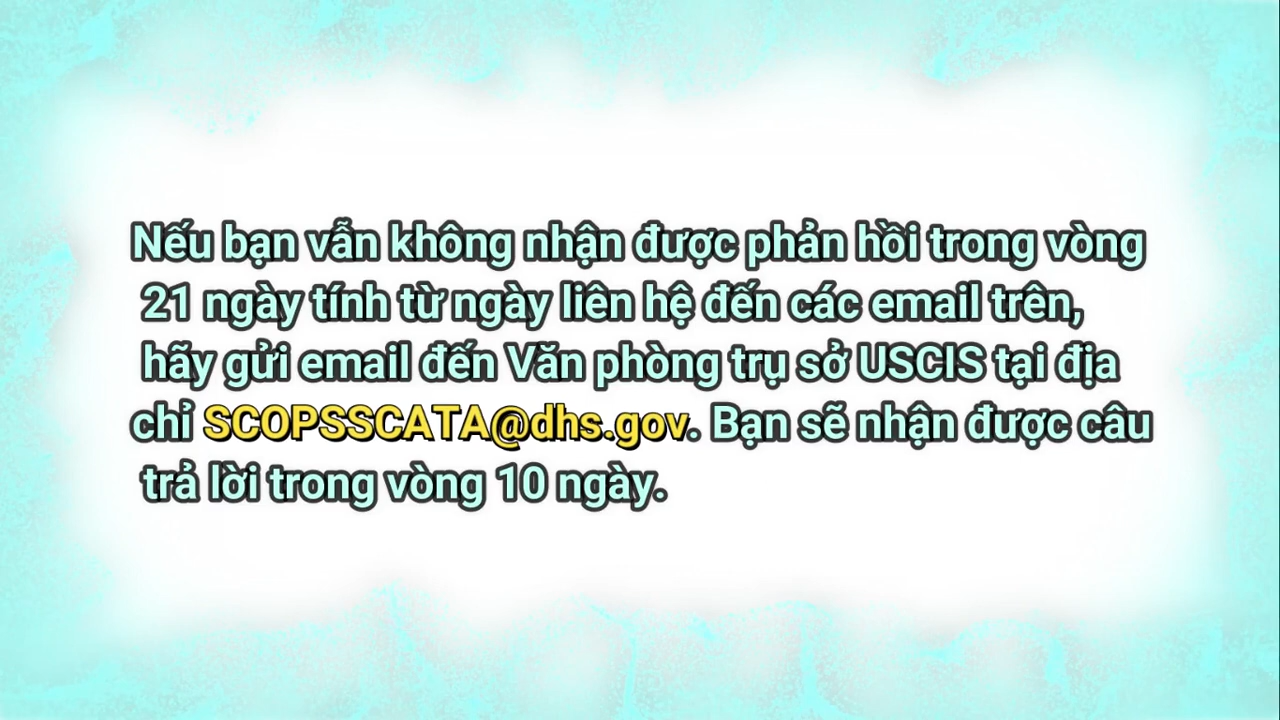 Nếu bạn vẫn không nhận được phản hồi trong vòng
21 ngày tính từ ngày liên hệ đến các email trên,
hãy gửi email đến Văn phòng trụ sở USCIS tại địa
chỉ SCOPSSCATA@dhs.gov. Bạn sẽ nhận được câu
trả lời trong vòng 10 ngày.